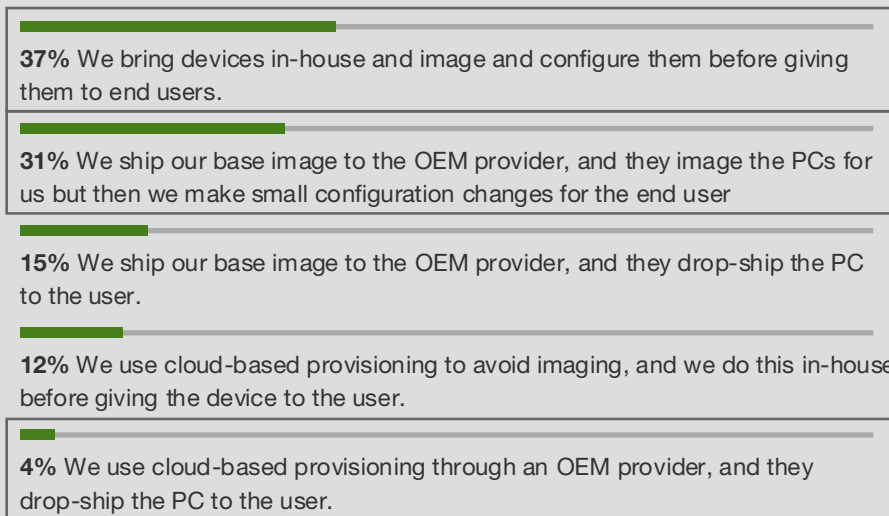 37% We bring devices in-house and image and configure them before giving
them to end users.
31% We ship our base image to the OEM provider, and they image the PCs for
us but then we make small configuration changes for the end user
15% We ship our base image to the OEM provider, and they drop-ship the PC
to the user.
12% We use cloud-based provisioning to avoid imaging, and we do this in-house
before giving the device to the user.
4% We use cloud-based provisioning through an OEM provider, and they
drop-ship the PC to the user.